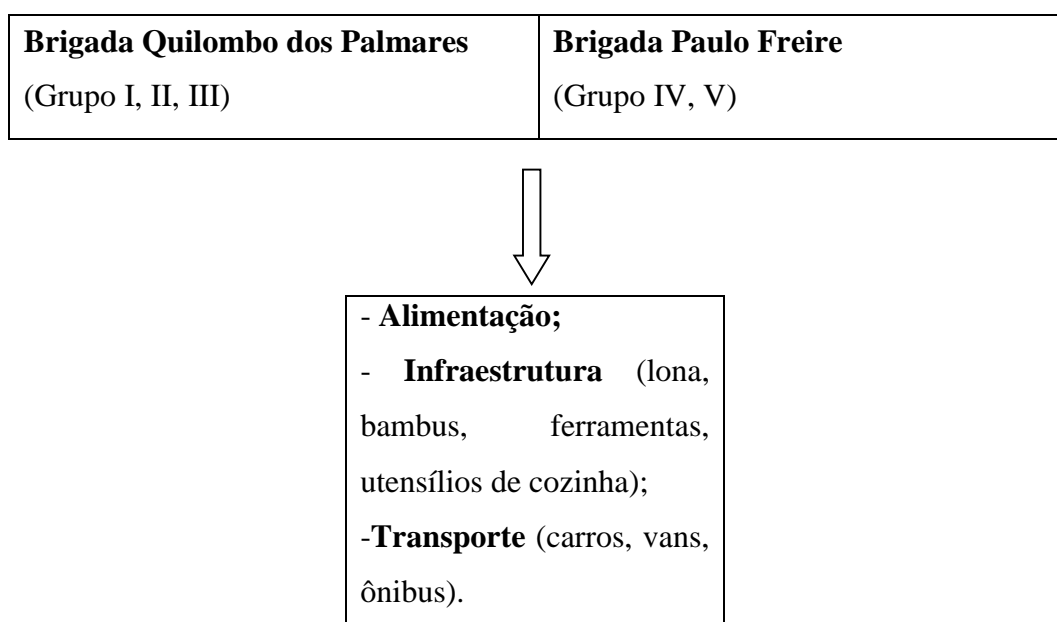 Brigada Quilombo dos Palmares
(Grupo I, II, III)
Brigada Paulo Freire
(Grupo IV, V)
- Alimentação;
- Infraestrutura (lona,
bambus, ferramentas,
utensílios de cozinha);
-Transporte (carros, vans,
ônibus).